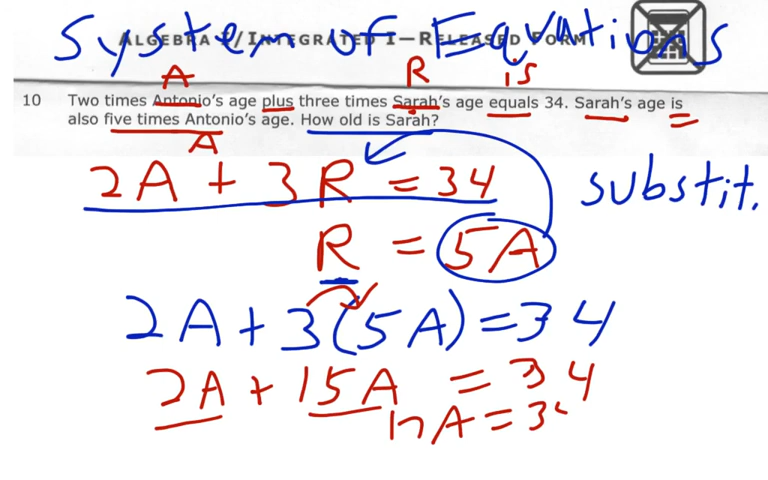 System of Equations
ALGEBRA I/INTEGRATED I—RELEASED FORM
A R is
10 Two times Antonio's age plus three times Sarah's age equals 34. Sarah's age is
also five times Antonio's age. How old is Sarah?
A
2A + 3R = 34 substit.
R = 5A
2A + 3(5A) = 34
2A + 15A = 34
17A = 34